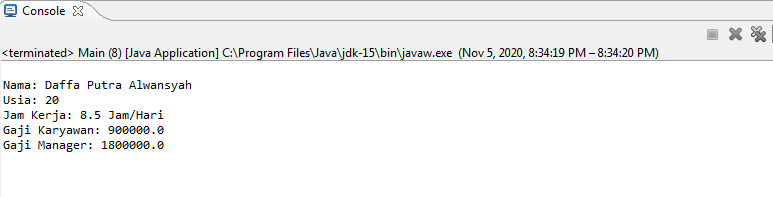 Console
<terminated> Main (8) [Java Application] C:\Program Files\Java\jdk-15\bin\javaw.exe (Nov 5, 2020, 8:34:19 PM – 8:34:20 PM)
Nama: Daffa Putra Alwansyah
Usia: 20
Jam Kerja: 8.5 Jam/Hari
Gaji Karyawan: 900000.0
Gaji Manager: 1800000.0